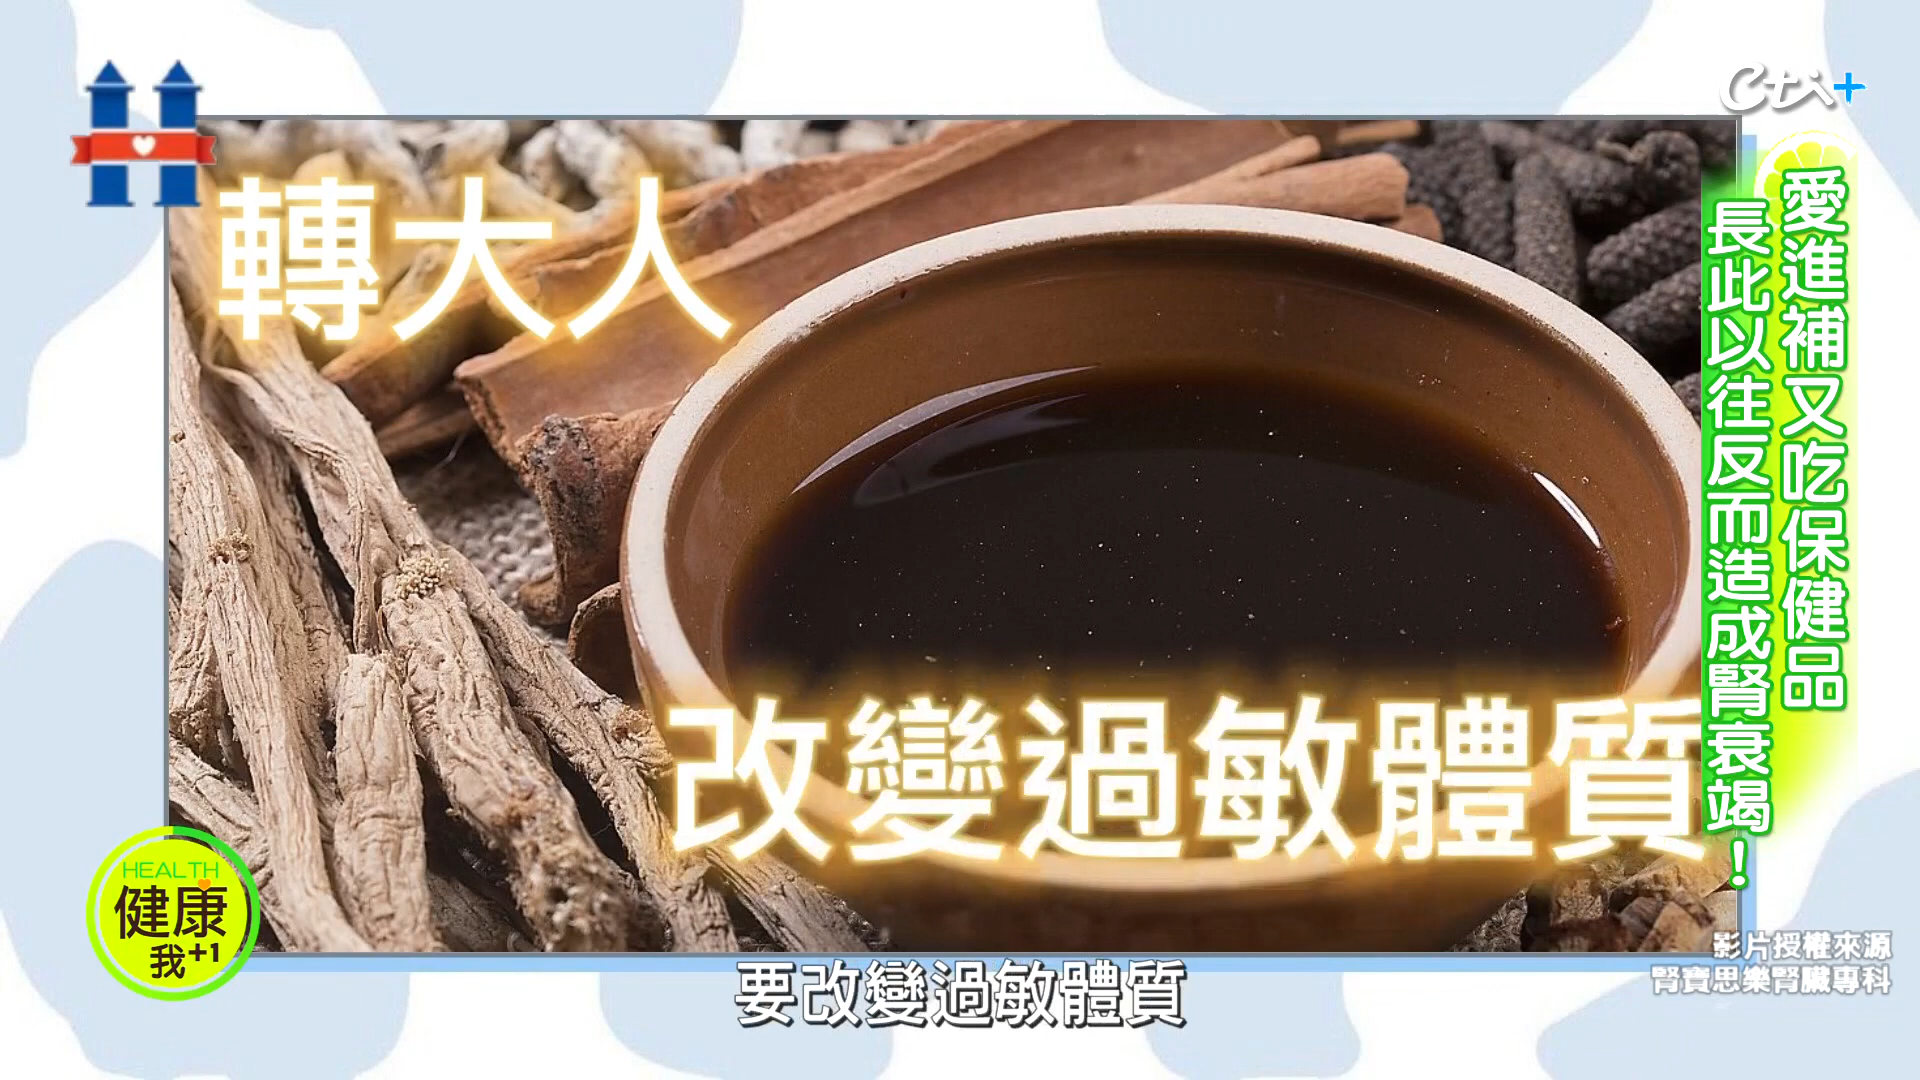 cti+
轉大人
改變過敏體質
愛進補又吃保健品
長此以往反而造成腎衰竭！
HEALTH
健康
我+1
影片授權來源
腎寶思樂腎臟專科
要改變過敏體質